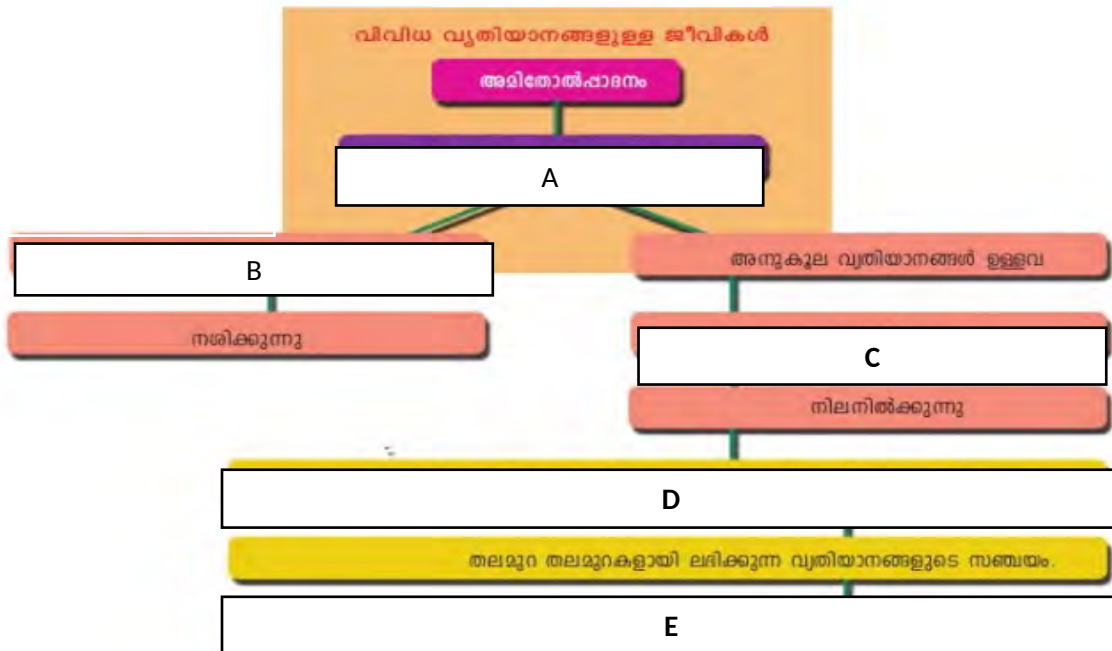 വിവിധ വ്യതിയാനങ്ങളുള്ള ജീവികൾ
അമിതോൽപ്പാദനം
A
B
അനുകൂല വ്യതിയാനങ്ങൾ ഉള്ളവ
നശിക്കുന്നു
C
നിലനിൽക്കുന്നു
D
തലമുറ തലമുറകളായി ലഭിക്കുന്ന വ്യതിയാനങ്ങളുടെ സഞ്ചയം.
E